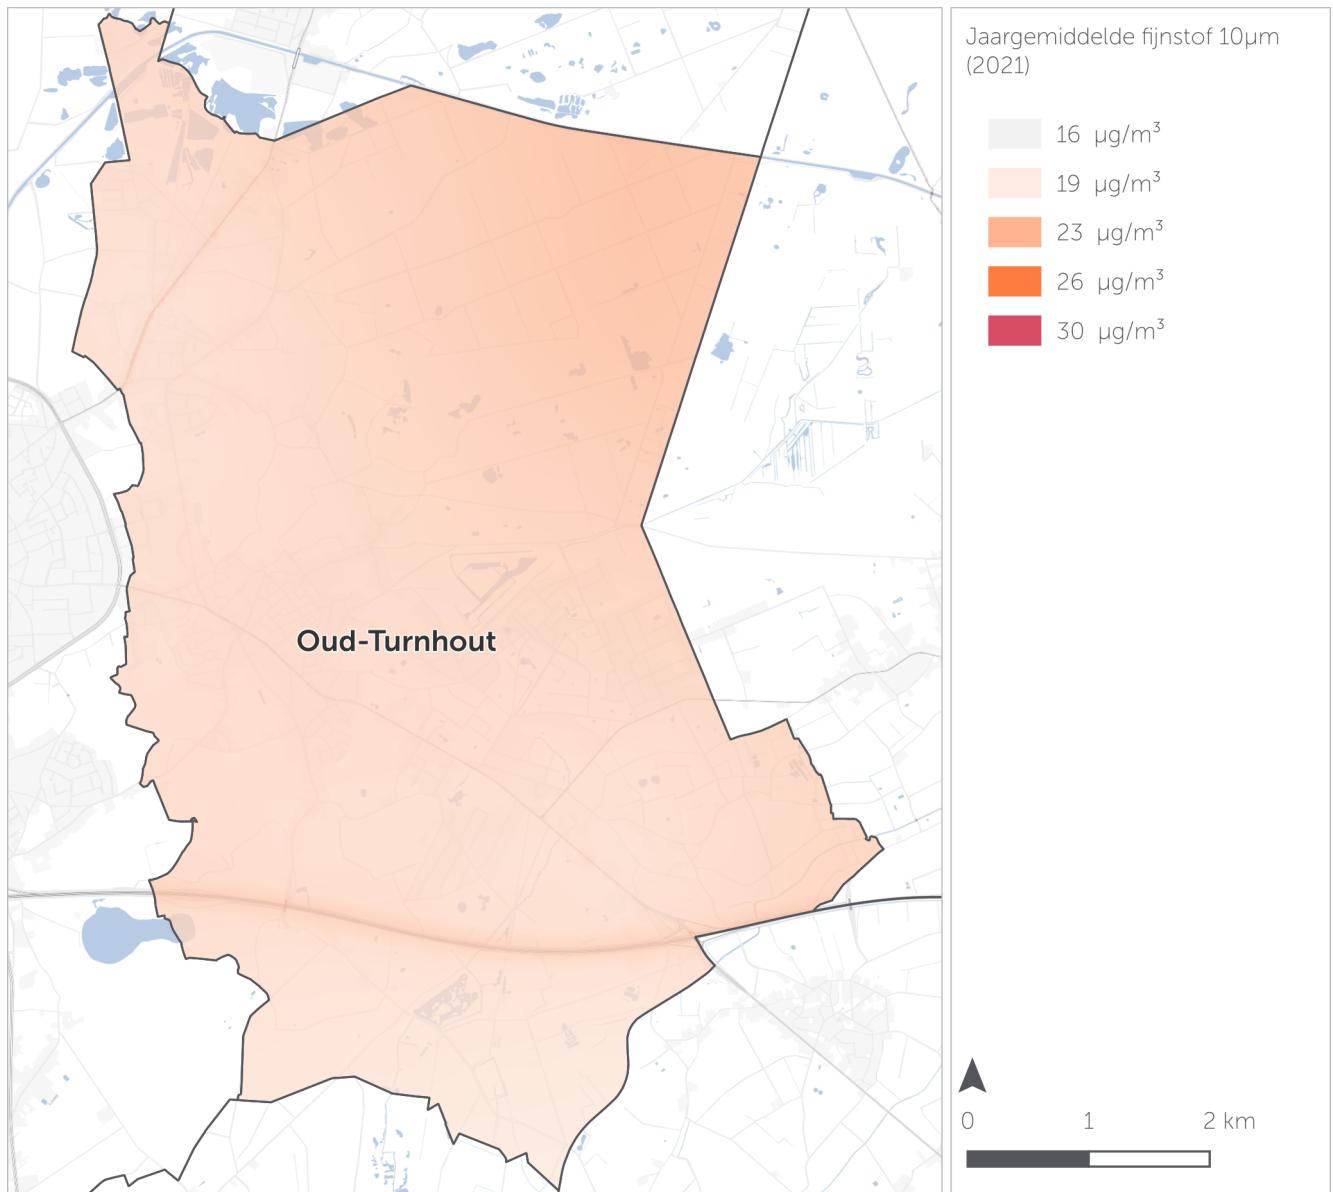 Jaargemiddelde fijnstof 10µm
(2021)
16 µg/m³
19 µg/m³
23 µg/m³
26 µg/m³
30 µg/m³
Oud-Turnhout
0 1 2 km